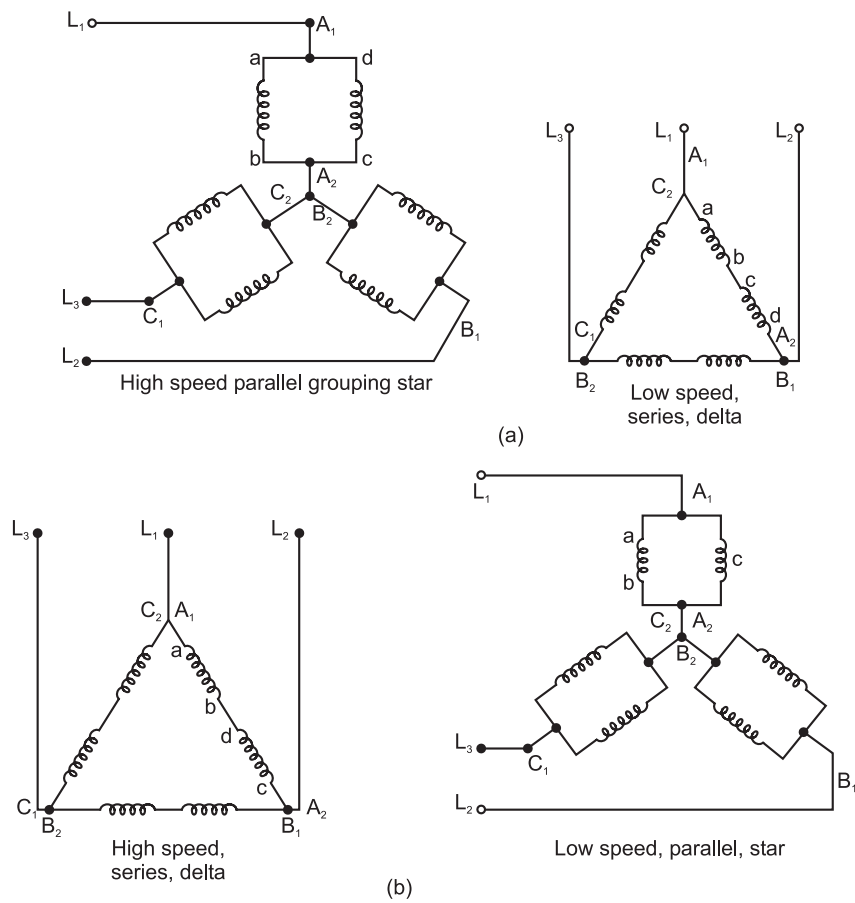 L1
A1
a d
b c
A2
C2
B2
L3
C1
B1
L2
High speed parallel grouping star
L3 L1 L2
A1
C2
a
b
c
d
C1
A2
B2 B1
Low speed,
series, delta
(a)
L3 L1 L2
C2 A1
a
b
d
c
C1 A2
B2 B1
High speed,
series, delta
L1
A1
a
c
b
C2 A2
B2
L3
C1
B1
L2
Low speed, parallel, star
(b)